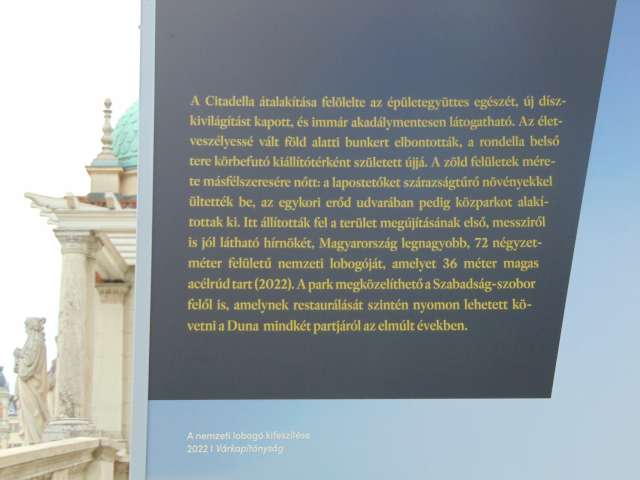 A Citadella átalakítása felölelte az épületegyüttes egészét, új dísz-
kivilágítást kapott, és immár akadálymentesen látogatható. Az élet-
veszélyessé vált föld alatti bunkert elbontották, a rondella belső
tere körbefutó kiállítótérként született újjá. A zöld felületek mére-
te másfélszeresére nőtt: a lapostetőket szárazságtűrő növényekkel
ültették be, az egykori erőd udvarában pedig közparkot alakí-
tottak ki. Itt állították fel a terület megújításának első, messziről
is jól látható hírnökét, Magyarország legnagyobb, 72 négyzet-
méter felületű nemzeti lobogóját, amelyet 36 méter magas
acélrúd tart (2022). A park megközelíthető a Szabadság-szobor
felől is, amelynek restaurálását szintén nyomon lehetett kö-
vetni a Duna mindkét partjáról az elmúlt években.
A nemzeti lobogó kifeszítése
2022 | Várkapitányság